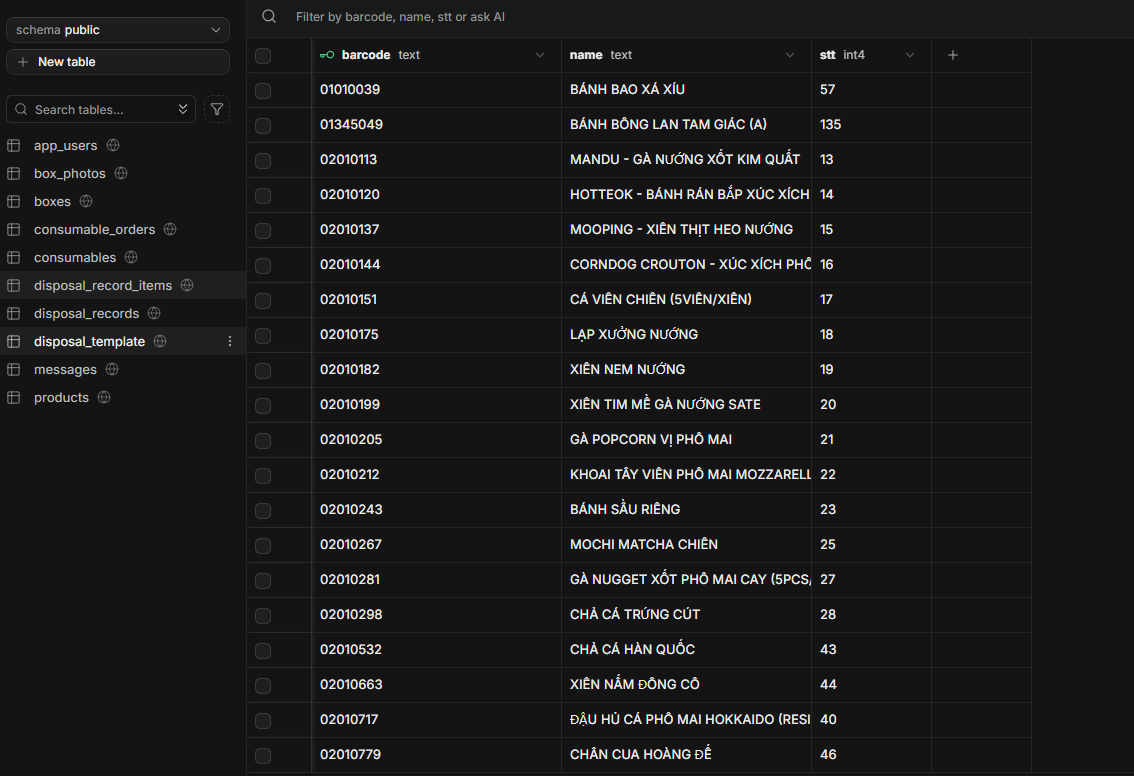 schema public
New table
Search tables...
app_users
box_photos
boxes
consumable_orders
consumables
disposal_record_items
disposal_records
disposal_template
messages
products
Filter by barcode, name, stt or ask AI
barcode text name text stt int4
01010039 BÁNH BAO XÁ XÍU 57
01345049 BÁNH BÔNG LAN TAM GIÁC (A) 135
02010113 MANDU - GÀ NƯỚNG XỐT KIM QUẤT 13
02010120 HOTTEOK - BÁNH RÁN BẮP XÚC XÍCH 14
02010137 MOOPING - XIÊN THỊT HEO NƯỚNG 15
02010144 CORNDOG CROUTON - XÚC XÍCH PHÔ 16
02010151 CÁ VIÊN CHIÊN (5VIÊN/XIÊN) 17
02010175 LẠP XƯỞNG NƯỚNG 18
02010182 XIÊN NEM NƯỚNG 19
02010199 XIÊN TIM MỀ GÀ NƯỚNG SATE 20
02010205 GÀ POPCORN VỊ PHÔ MAI 21
02010212 KHOAI TÂY VIÊN PHÔ MAI MOZZARELL 22
02010243 BÁNH SẦU RIÊNG 23
02010267 MOCHI MATCHA CHIÊN 25
02010281 GÀ NUGGET XỐT PHÔ MAI CAY (5PCS/ 27
02010298 CHẢ CÁ TRỨNG CÚT 28
02010532 CHẢ CÁ HÀN QUỐC 43
02010663 XIÊN NẤM ĐÔNG CÔ 44
02010717 ĐẬU HỦ CÁ PHÔ MAI HOKKAIDO (RESI 40
02010779 CHÂN CUA HOÀNG ĐẾ 46